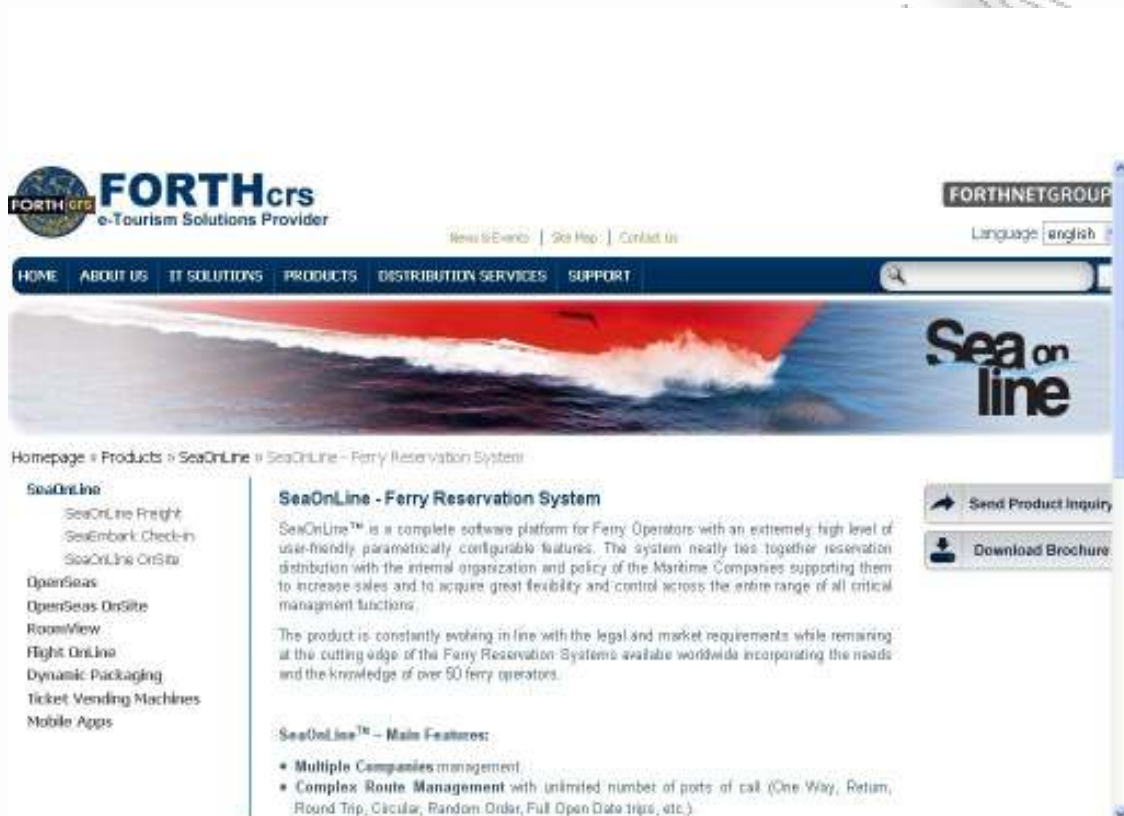 FORTHcrs
FORTH crs
e-Tourism Solutions Provider
FORTHNETGROUP
News & Events | Site Map | Contact Us
Language english
HOME ABOUT US IT SOLUTIONS PRODUCTS DISTRIBUTION SERVICES SUPPORT
Sea on
line
Homepage » Products » SeaOnLine » SeaOnLine - Ferry Reservation System
SeaOnLine
SeaOnLine Freight
SeaEmbark Check-in
SeaOnLine OnSite
OpenSeas
OpenSeas OnSite
RoomView
Flight OnLine
Dynamic Packaging
Ticket Vending Machines
Mobile Apps
SeaOnLine - Ferry Reservation System
SeaOnLine™ is a complete software platform for Ferry Operators with an extremely high level of
user-friendly parametrically configurable features. The system neatly ties together reservation
distribution with the internal organization and policy of the Maritime Companies supporting them
to increase sales and to acquire great flexibility and control across the entire range of all critical
managment functions.
The product is constantly evolving in line with the legal and market requirements while remaining
at the cutting edge of the Ferry Reservation Systems availabe worldwide incorporating the needs
and the knowledge of over 50 ferry operators.
SeaOnLine™ – Main Features:
• Multiple Companies management
• Complex Route Management with unlimited number of ports of call (One Way, Return,
Round Trip, Circular, Random Order, Full Open Date trips, etc.)
Send Product Inquiry
Download Brochure